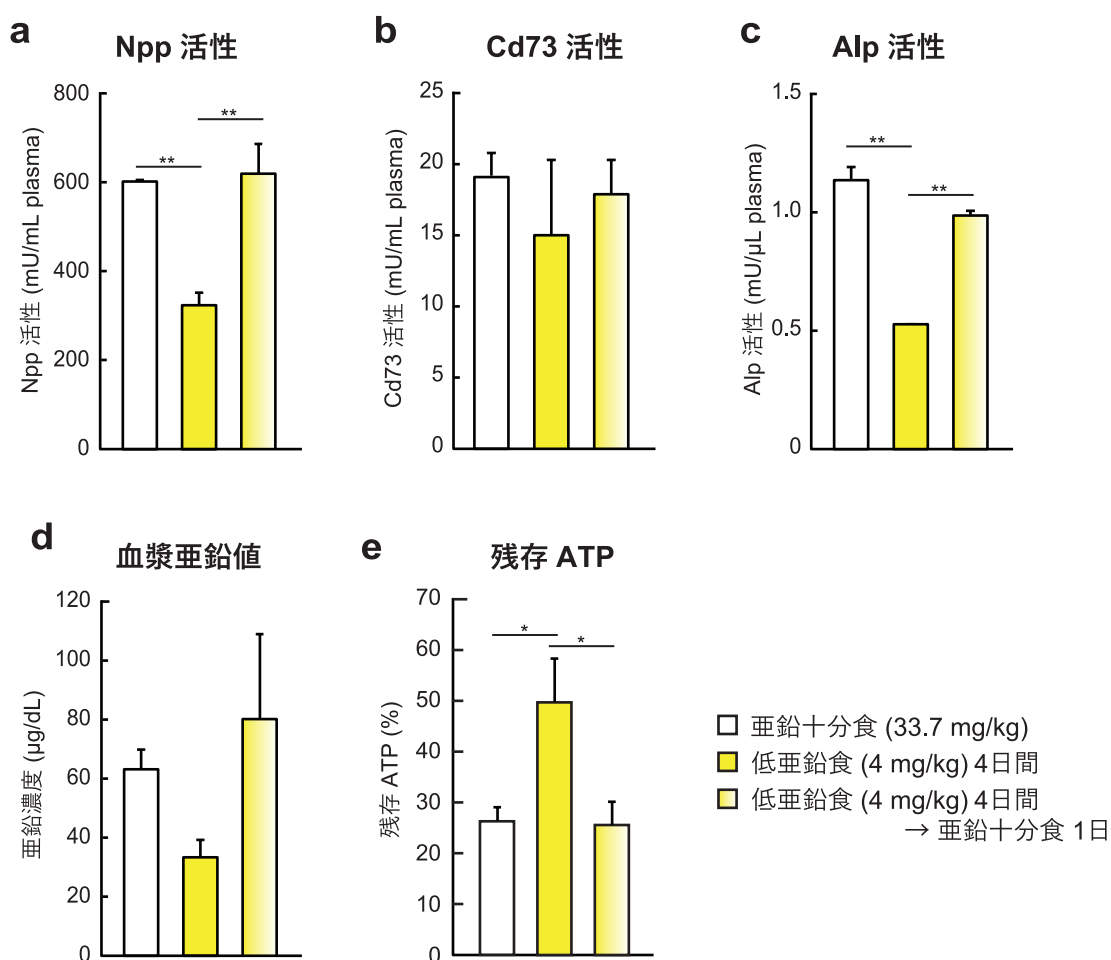 a
Npp 活性
Npp 活性 (mU/mL plasma)
800
600
400
200
0
**
**
b
Cd73 活性
Cd73 活性 (mU/mL plasma)
25
20
15
10
5
0
c
Alp 活性
Alp 活性 (mU/μL plasma)
1.5
1.0
0.5
0
**
**
d
血漿亜鉛値
亜鉛濃度 (μg/dL)
120
100
80
60
40
20
0
e
残存 ATP
残存 ATP (%)
70
60
50
40
30
20
10
0
*
*
亜鉛十分食 (33.7 mg/kg)
低亜鉛食 (4 mg/kg) 4日間
低亜鉛食 (4 mg/kg) 4日間
→ 亜鉛十分食 1日